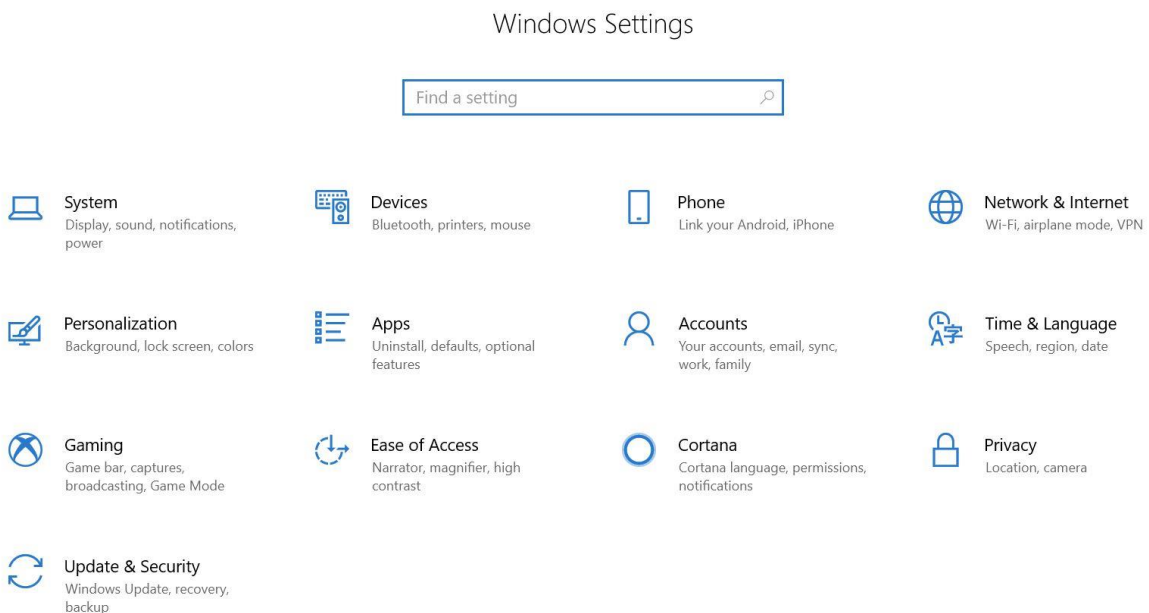 Windows Settings
Find a setting
System
Display, sound, notifications,
power
Devices
Bluetooth, printers, mouse
Phone
Link your Android, iPhone
Network & Internet
Wi-Fi, airplane mode, VPN
Personalization
Background, lock screen, colors
Apps
Uninstall, defaults, optional
features
Accounts
Your accounts, email, sync,
work, family
Time & Language
Speech, region, date
Gaming
Game bar, captures,
broadcasting, Game Mode
Ease of Access
Narrator, magnifier, high
contrast
Cortana
Cortana language, permissions,
notifications
Privacy
Location, camera
Update & Security
Windows Update, recovery,
backup